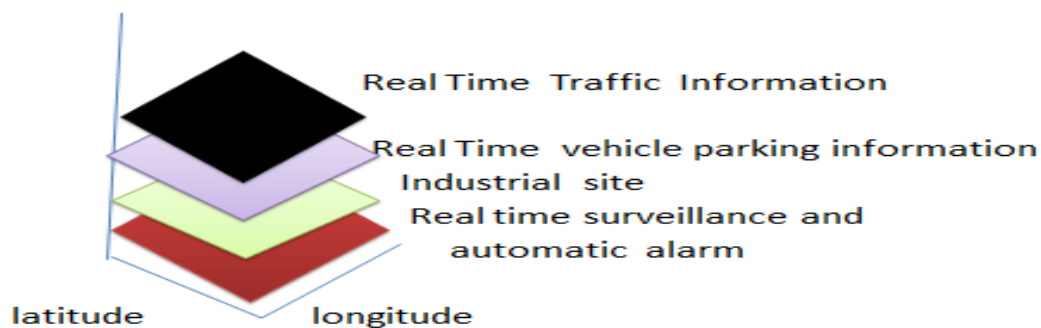 Real Time Traffic Information
Real Time vehicle parking information
Industrial site
Real time surveillance and
automatic alarm
latitude
longitude